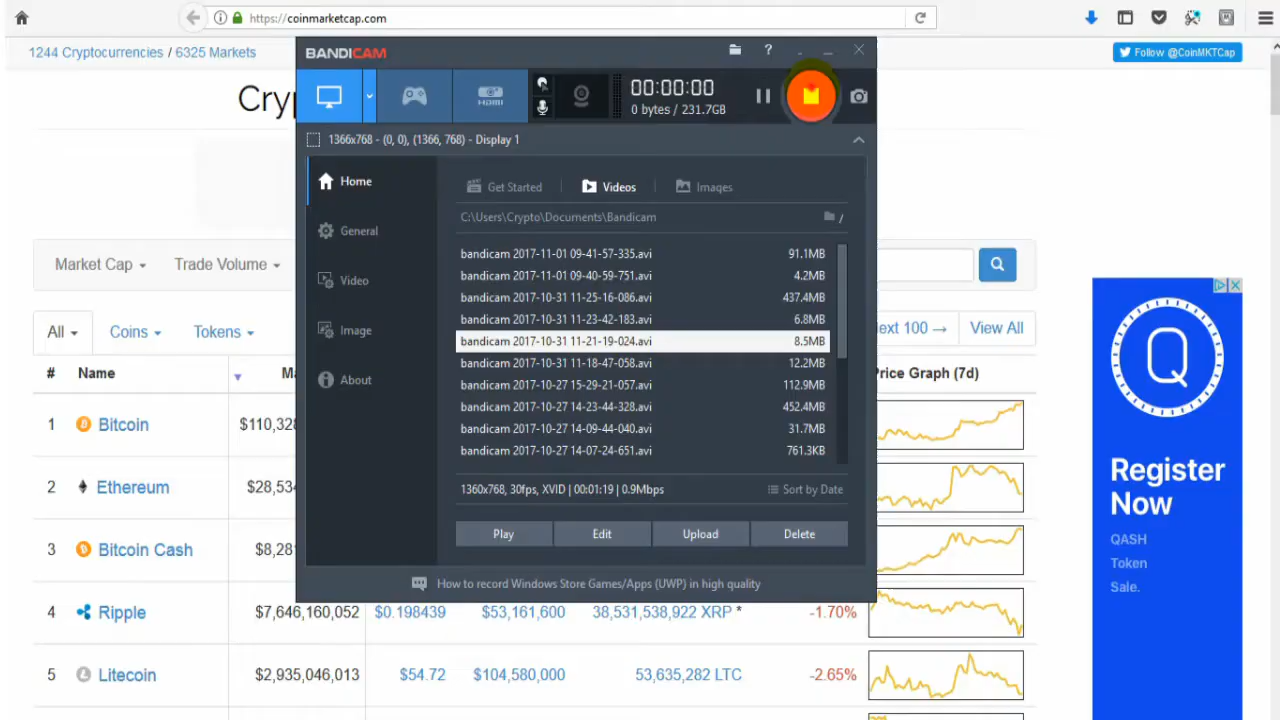 https://coinmarketcap.com
1244 Cryptocurrencies / 6325 Markets
Follow @CoinMKTCap
BANDICAM
?
HDMI
00:00:00
0 bytes / 231.7GB
1366x768 - (0, 0), (1366, 768) - Display 1
Home
General
Video
Image
About
Get Started
Videos
Images
C:\Users\Crypto\Documents\Bandicam
/
bandicam 2017-11-01 09-41-57-335.avi 91.1MB
bandicam 2017-11-01 09-40-59-751.avi 4.2MB
bandicam 2017-10-31 11-25-16-086.avi 437.4MB
bandicam 2017-10-31 11-23-42-183.avi 6.8MB
bandicam 2017-10-31 11-21-19-024.avi 8.5MB
bandicam 2017-10-31 11-18-47-058.avi 12.2MB
bandicam 2017-10-27 15-29-21-057.avi 112.9MB
bandicam 2017-10-27 14-23-44-328.avi 452.4MB
bandicam 2017-10-27 14-09-44-040.avi 31.7MB
bandicam 2017-10-27 14-07-24-651.avi 761.3KB
1360x768, 30fps, XVID | 00:01:19 | 0.9Mbps
Sort by Date
Play
Edit
Upload
Delete
How to record Windows Store Games/Apps (UWP) in high quality
Cry
Market Cap
Trade Volume
All
Coins
Tokens
ext 100 →
View All
# Name
Ma
Price Graph (7d)
1 Bitcoin $110,328
2 Ethereum $28,534
3 Bitcoin Cash $8,281
4 Ripple $7,646,160,052 $0.198439 $53,161,600 38,531,538,922 XRP * -1.70%
5 Litecoin $2,935,046,013 $54.72 $104,580,000 53,635,282 LTC -2.65%
Q
Register
Now
QASH
Token
Sale.